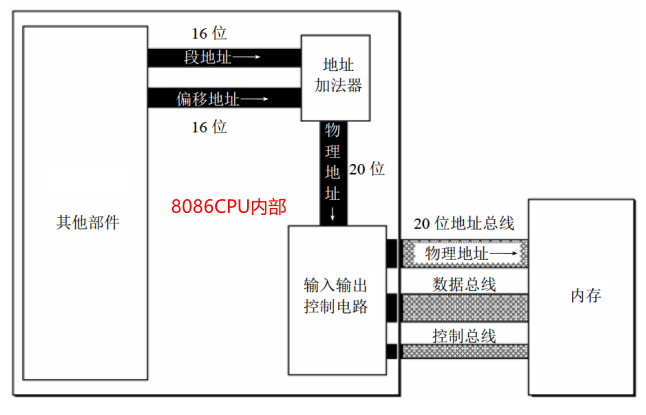 16 位
段地址
地址
加法器
偏移地址
16 位
物理地址
20 位
8086CPU内部
其他部件
20 位地址总线
物理地址
输入输出
控制电路
数据总线
内存
控制总线